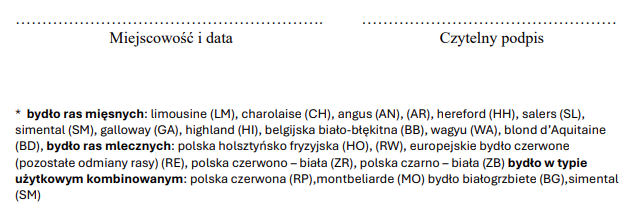 ……………………………………………….. ………………………………………
Miejscowość i data Czytelny podpis
* bydło ras mięsnych: limousine (LM), charolaise (CH), angus (AN), (AR), hereford (HH), salers (SL),
simental (SM), galloway (GA), highland (HI), belgijska biało-błękitna (BB), wagyu (WA), blond d’Aquitaine
(BD), bydło ras mlecznych: polska holsztyńsko fryzyjska (HO), (RW), europejskie bydło czerwone
(pozostałe odmiany rasy) (RE), polska czerwono – biała (ZR), polska czarno – biała (ZB) bydło w typie
użytkowym kombinowanym: polska czerwona (RP),montbeliarde (MO) bydło białogrzbiete (BG),simental
(SM)